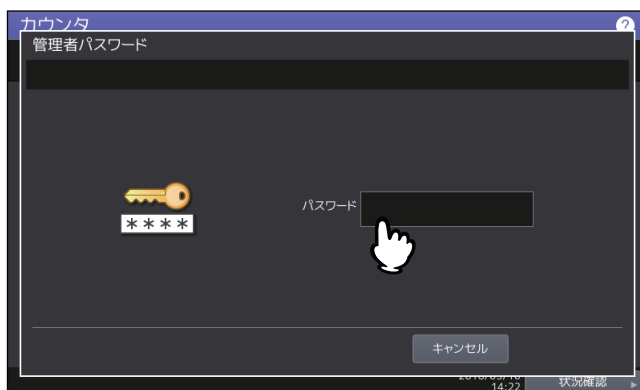 カウンタ
?
管理者パスワード
パスワード
****
キャンセル
14:22
状況確認